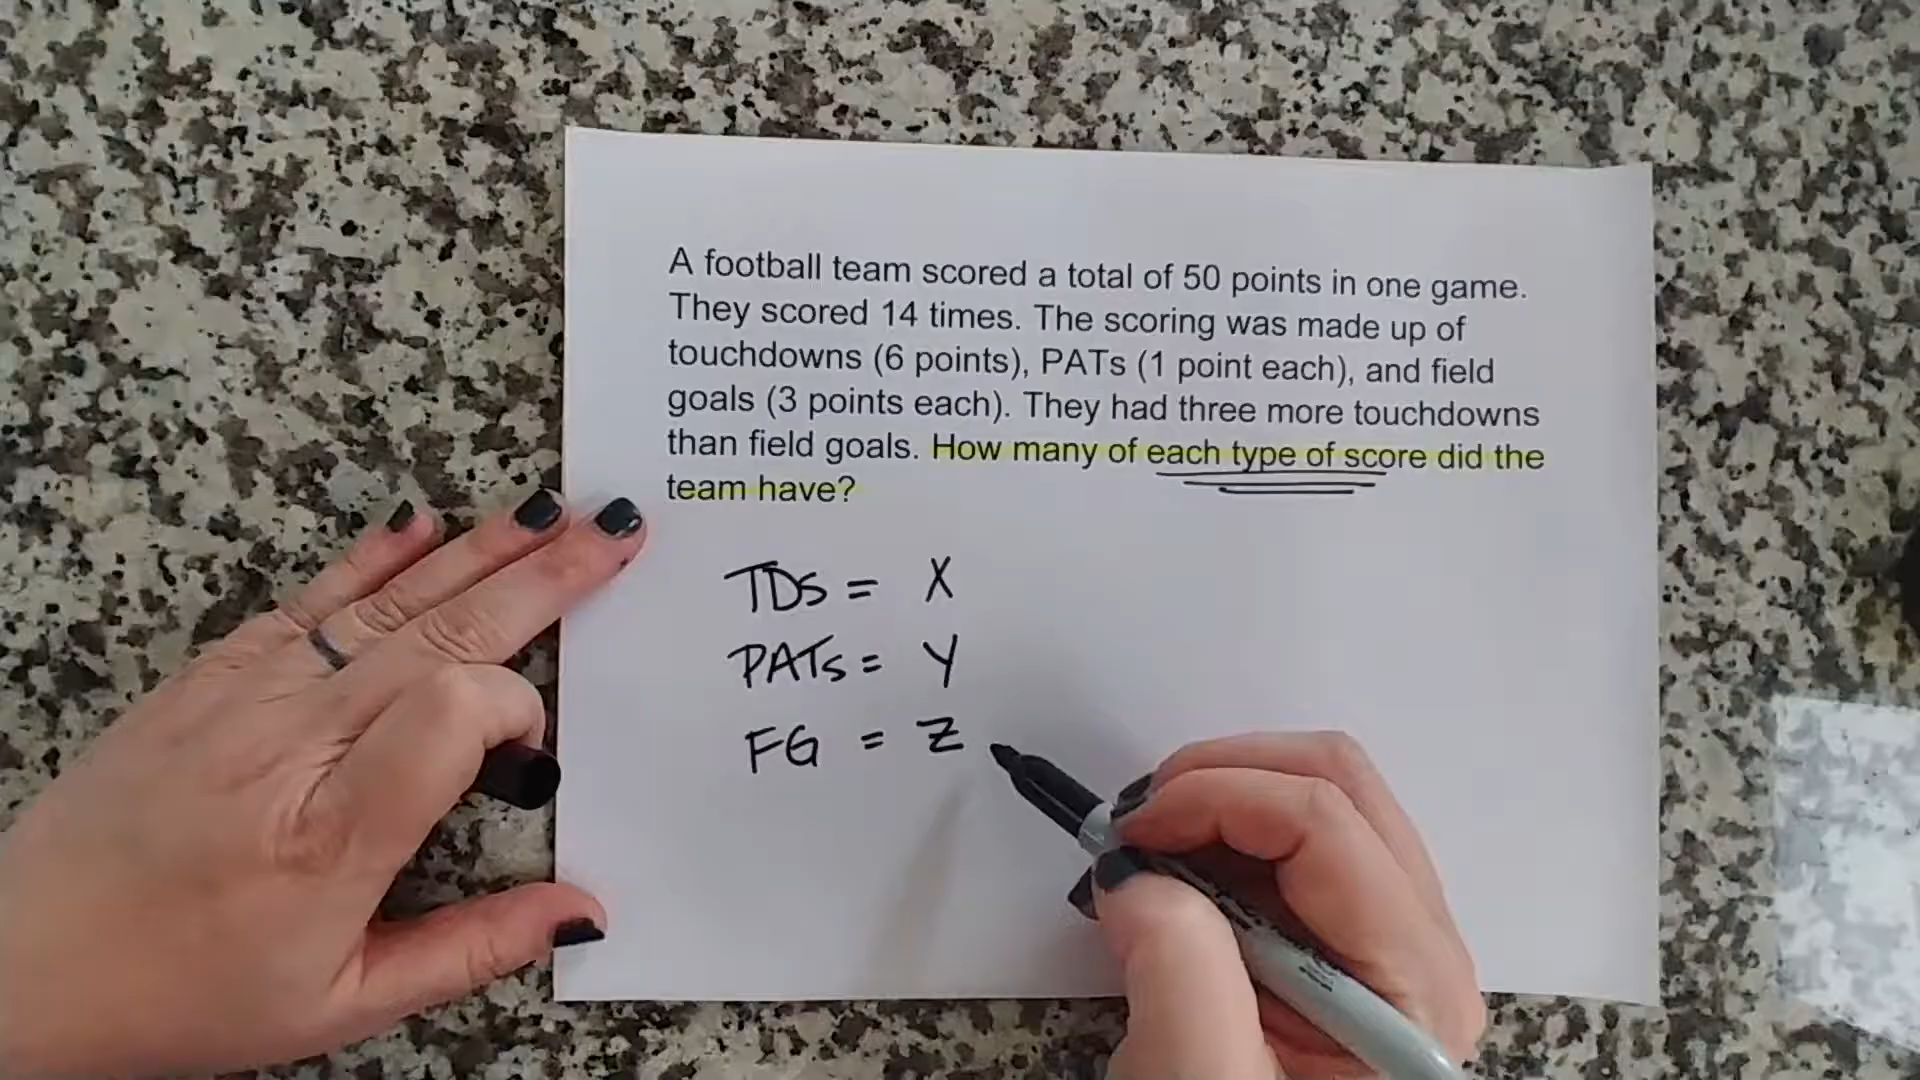 A football team scored a total of 50 points in one game.
They scored 14 times. The scoring was made up of
touchdowns (6 points), PATs (1 point each), and field
goals (3 points each). They had three more touchdowns
than field goals. How many of each type of score did the
team have?
TDs = X
PATs = Y
FG = Z